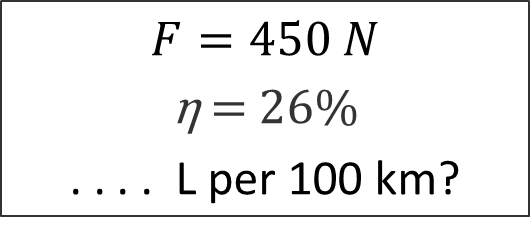 F = 450 N
η = 26%
. . . . L per 100 km?